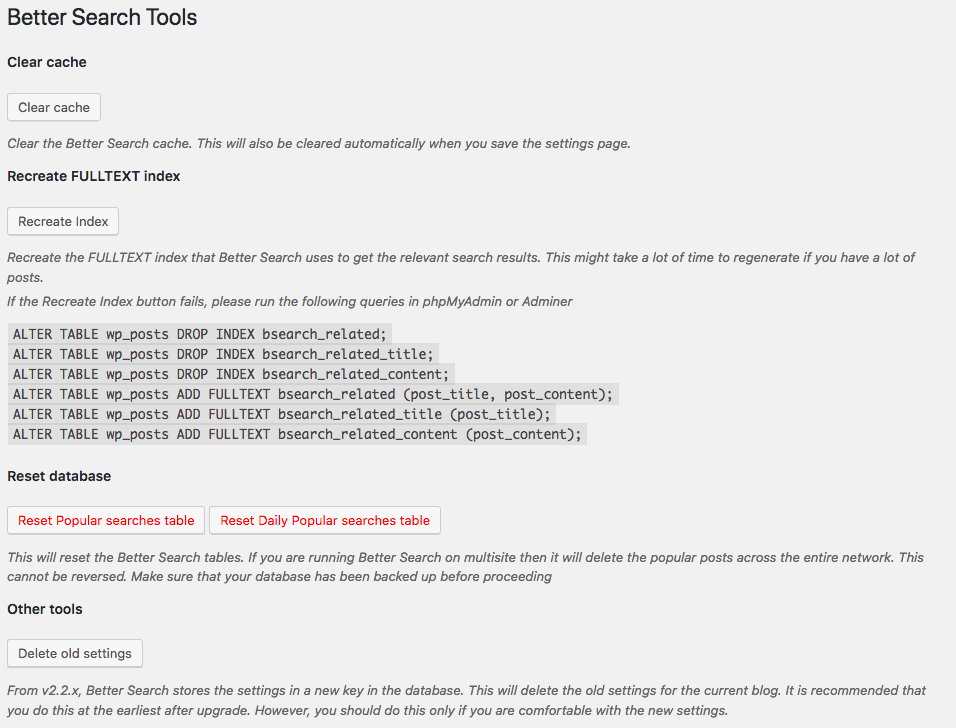 Better Search Tools
Clear cache
Clear cache
Clear the Better Search cache. This will also be cleared automatically when you save the settings page.
Recreate FULLTEXT index
Recreate Index
Recreate the FULLTEXT index that Better Search uses to get the relevant search results. This might take a lot of time to regenerate if you have a lot of
posts.
If the Recreate Index button fails, please run the following queries in phpMyAdmin or Adminer
ALTER TABLE wp_posts DROP INDEX bsearch_related;
ALTER TABLE wp_posts DROP INDEX bsearch_related_title;
ALTER TABLE wp_posts DROP INDEX bsearch_related_content;
ALTER TABLE wp_posts ADD FULLTEXT bsearch_related (post_title, post_content);
ALTER TABLE wp_posts ADD FULLTEXT bsearch_related_title (post_title);
ALTER TABLE wp_posts ADD FULLTEXT bsearch_related_content (post_content);
Reset database
Reset Popular searches table Reset Daily Popular searches table
This will reset the Better Search tables. If you are running Better Search on multisite then it will delete the popular posts across the entire network. This
cannot be reversed. Make sure that your database has been backed up before proceeding
Other tools
Delete old settings
From v2.2.x, Better Search stores the settings in a new key in the database. This will delete the old settings for the current blog. It is recommended that
you do this at the earliest after upgrade. However, you should do this only if you are comfortable with the new settings.